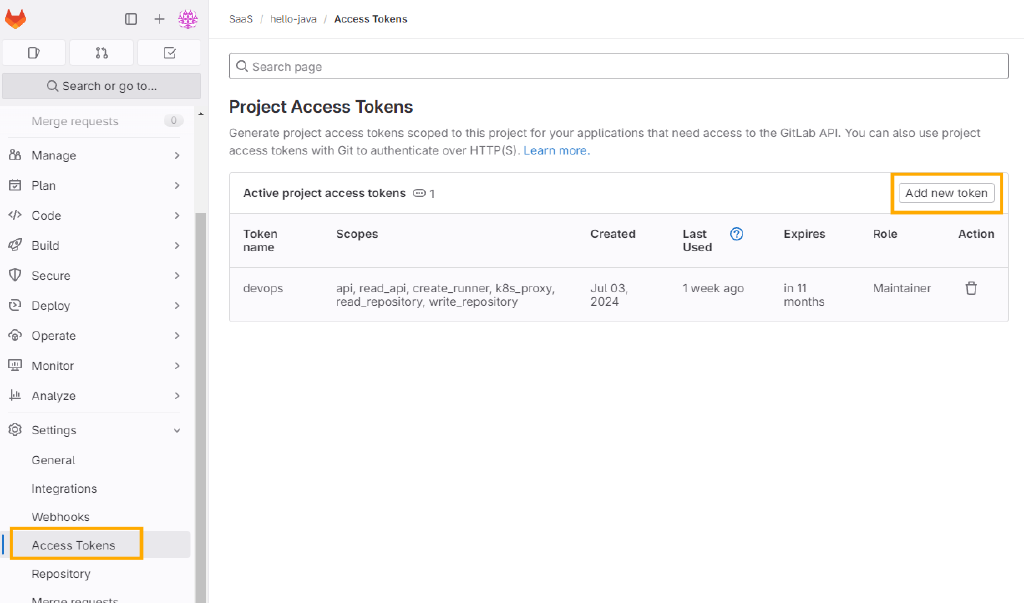 SaaS / hello-java / Access Tokens
Search or go to...
Merge requests 0
Manage
Plan
Code
Build
Secure
Deploy
Operate
Monitor
Analyze
Settings
General
Integrations
Webhooks
Access Tokens
Repository
Merge requests
Search page
Project Access Tokens
Generate project access tokens scoped to this project for your applications that need access to the GitLab API. You can also use project
access tokens with Git to authenticate over HTTP(S). Learn more.
Active project access tokens 1
Add new token
Token name
Scopes
Created
Last Used
Expires
Role
Action
devops
api, read_api, create_runner, k8s_proxy,
read_repository, write_repository
Jul 03,
2024
1 week ago
in 11
months
Maintainer